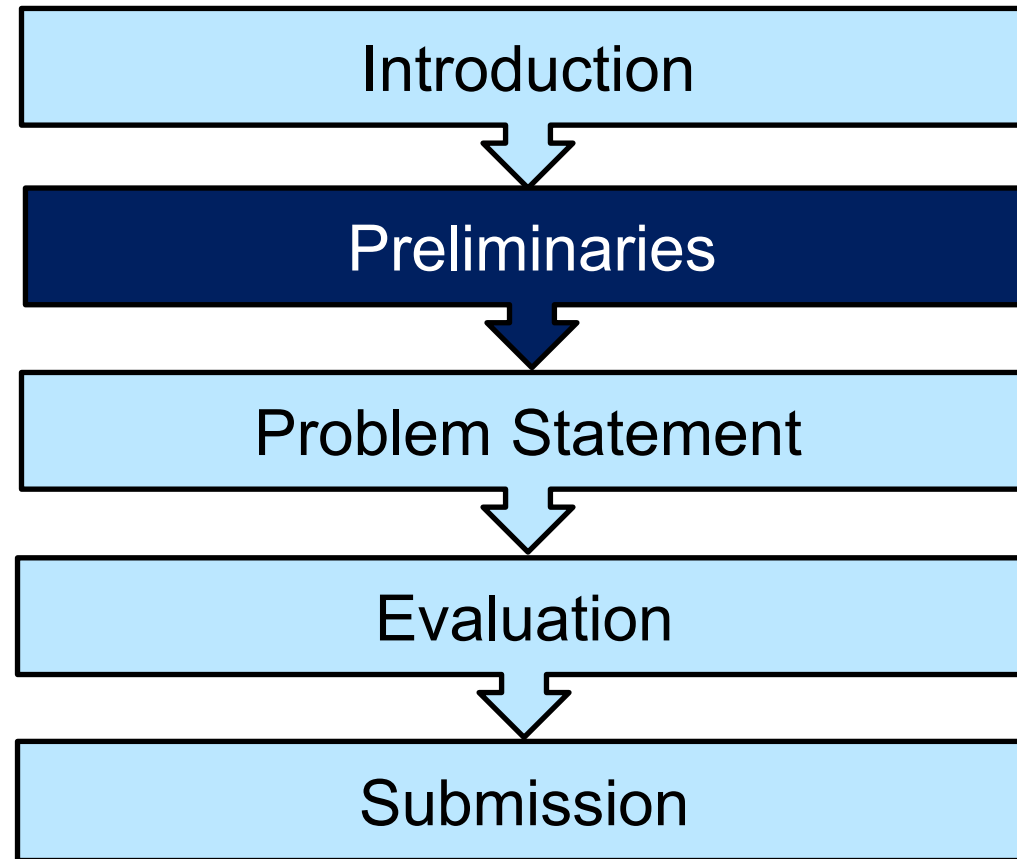 Introduction
Preliminaries
Problem Statement
Evaluation
Submission